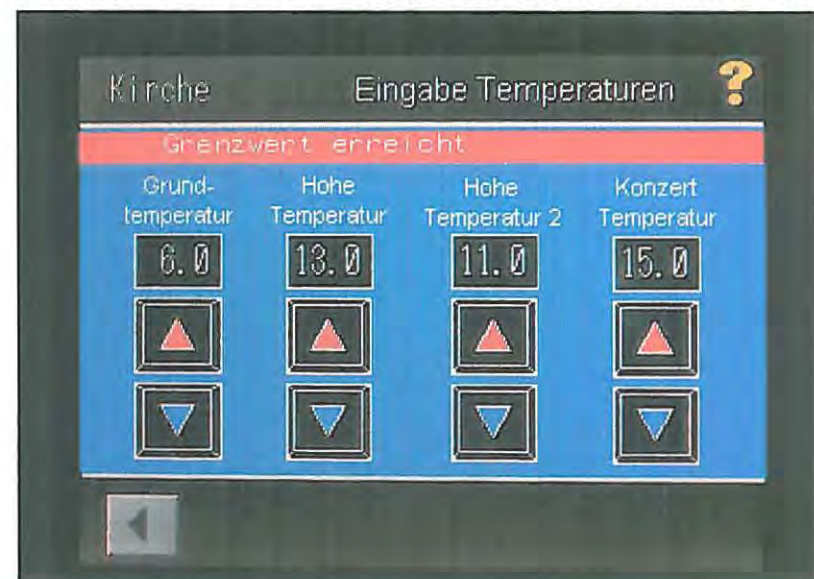 Kirche Eingabe Temperaturen ?
Grenzwert erreicht
Grund- Hohe Hohe Konzert
temperatur Temperatur Temperatur 2 Temperatur
6.0 13.0 11.0 15.0